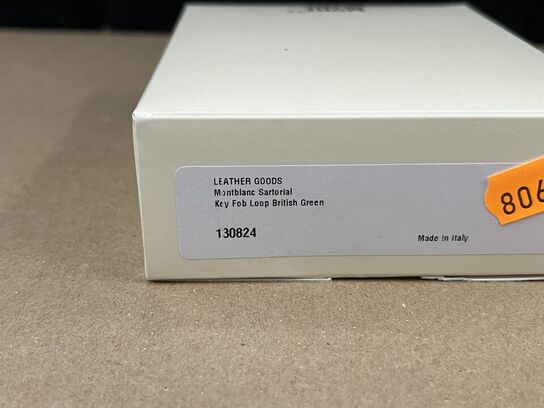 LEATHER GOODS
Montblanc Sartorial
Key Fob Loop British Green
130824
Made in Italy
806